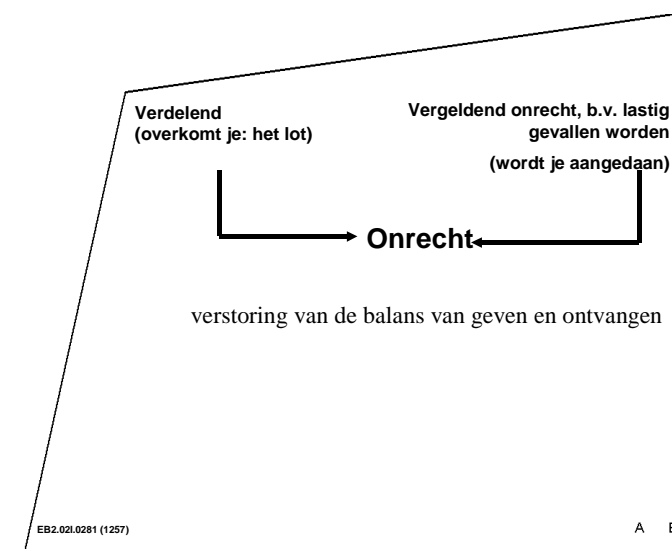 Verdelend
(overkomt je: het lot)
Vergeldend onrecht, b.v. lastig
gevallen worden
(wordt je aangedaan)
Onrecht
verstoring van de balans van geven en ontvangen
EB2.02I.0281 (1257)
A